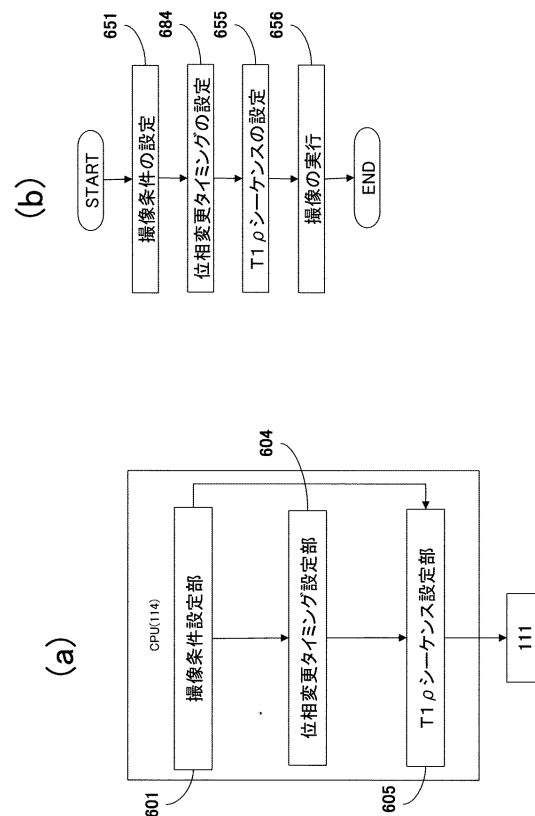 (a)
CPU(114)
撮像条件設定部
601
位相変更タイミング設定部
604
T1ρシーケンス設定部
605
111
(b)
START
撮像条件の設定
651
位相変更タイミングの設定
684
T1ρシーケンスの設定
655
撮像の実行
656
END